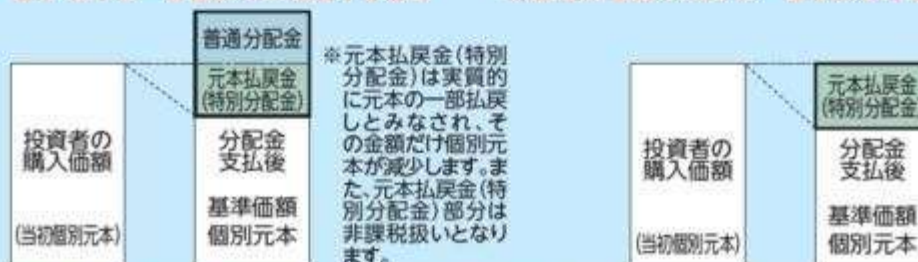 普通分配金
元本払戻金
(特別分配金)
投資者の
購入価額
(当初個別元本)
分配金
支払後
基準価額
個別元本
※元本払戻金(特別
分配金)は実質的
に元本の一部払戻
しとみなされ、そ
の金額だけ個別元
本が減少します。ま
た、元本払戻金(特
別分配金)部分は
非課税扱いとなり
ます。
投資者の
購入価額
(当初個別元本)
元本払戻金
(特別分配金
分配金
支払後
基準価額
個別元本